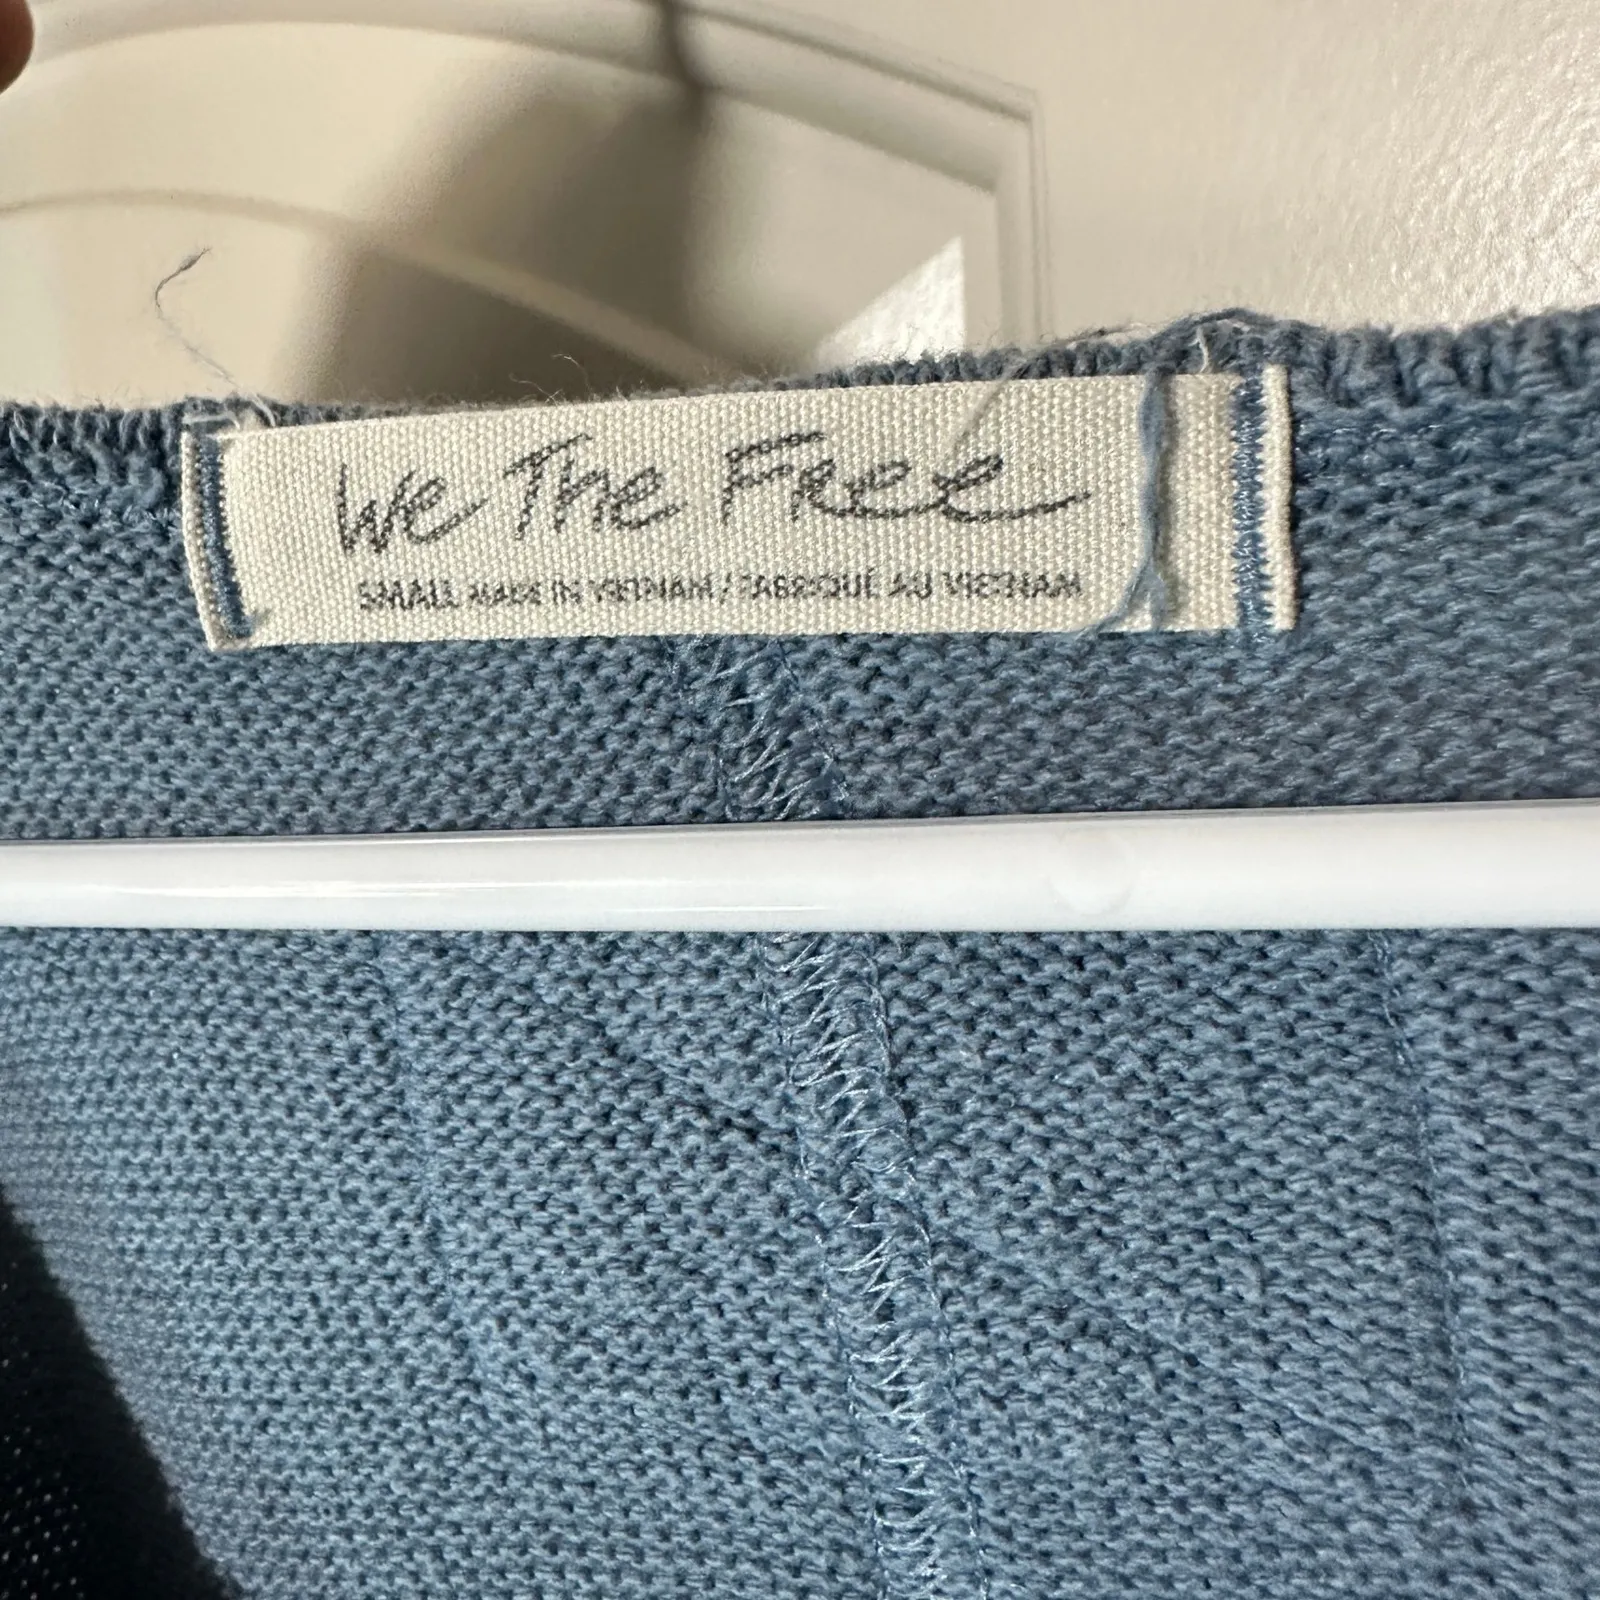 We The Free
SMALL MADE IN VIETNAM / FABRIQUÉ AU VIETNAM